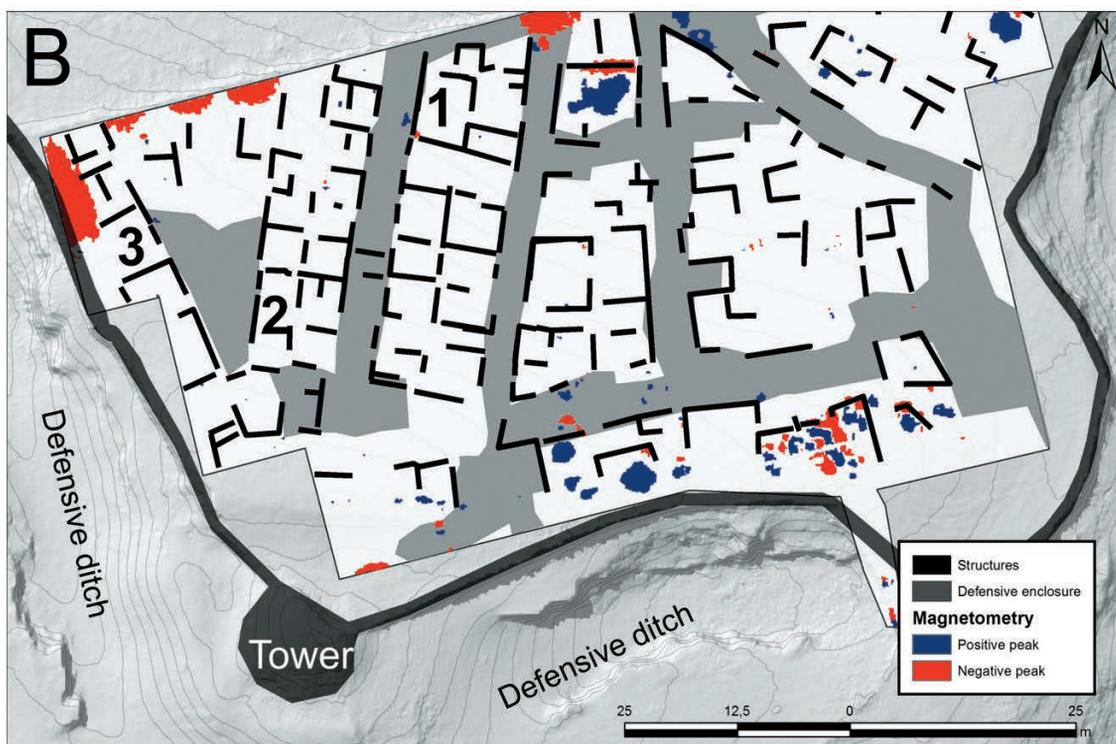 B
N
1
3
2
Defensive ditch
Tower
Defensive ditch
Structures
Defensive enclosure
Magnetometry
Positive peak
Negative peak
25 12,5 0 25
m